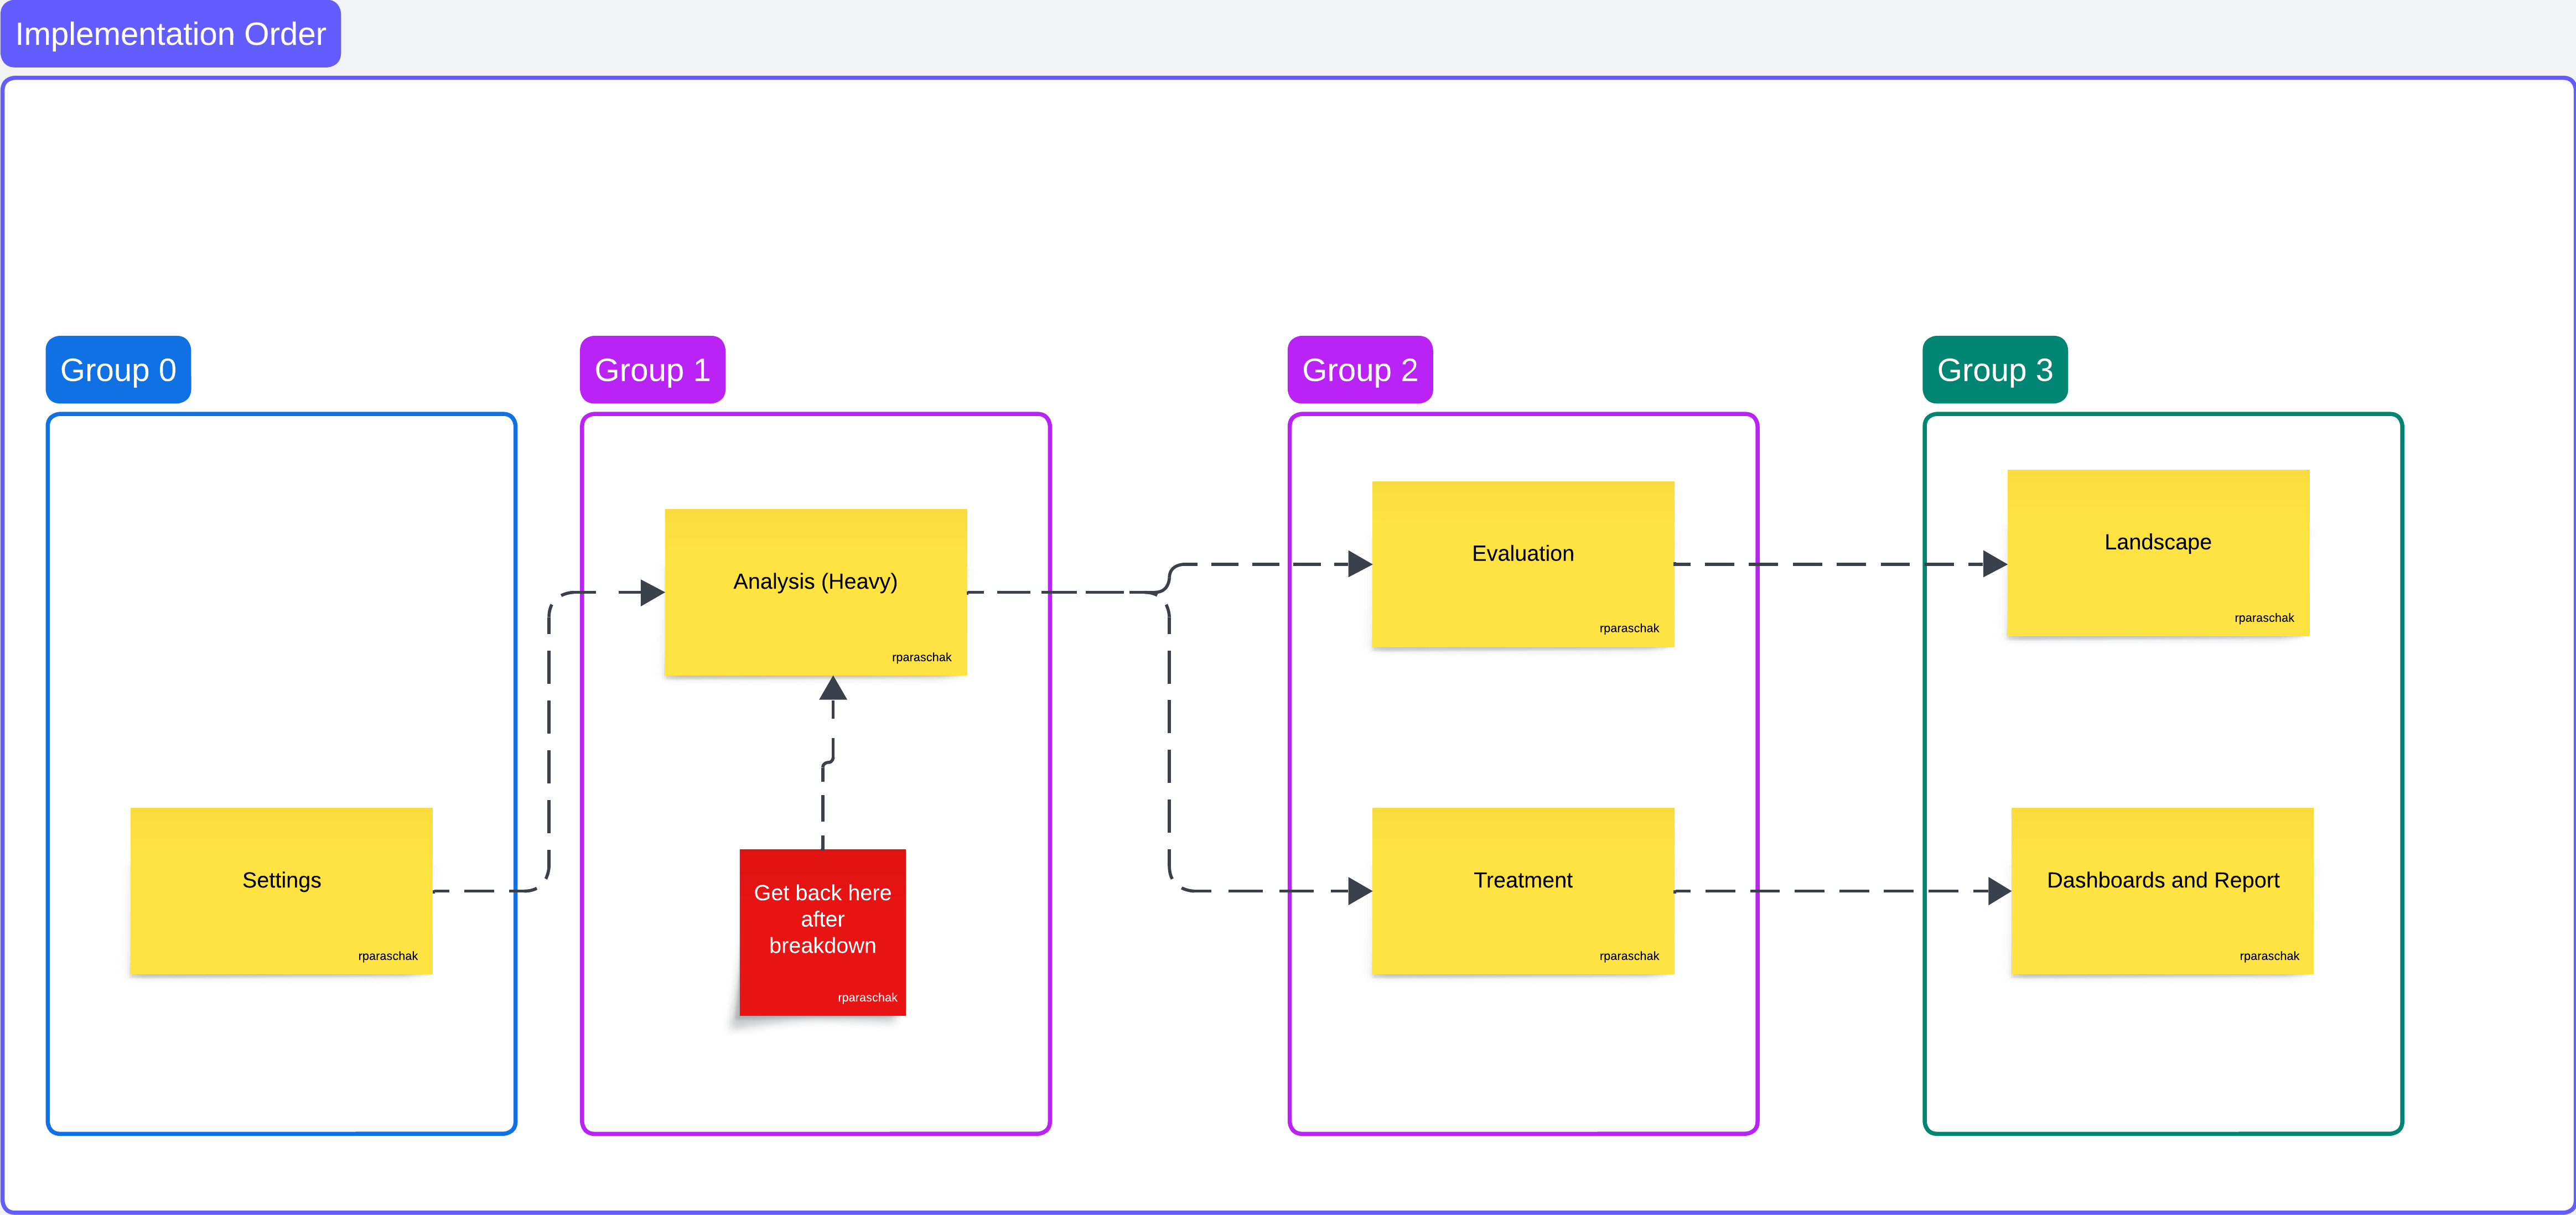 Implementation Order
Group 0
Settings
rparaschak
Group 1
Analysis (Heavy)
rparaschak
Get back here
after
breakdown
rparaschak
Group 2
Evaluation
rparaschak
Treatment
rparaschak
Group 3
Landscape
rparaschak
Dashboards and Report
rparaschak